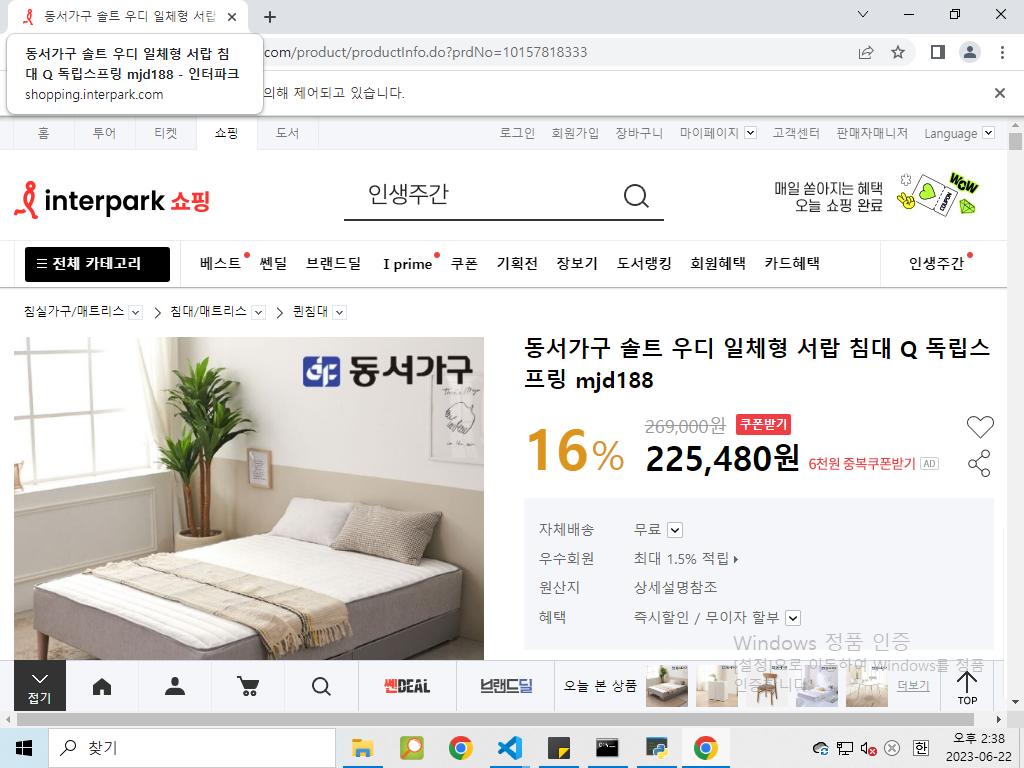 동서가구 솔트 우디 일체형 서랍
동서가구 솔트 우디 일체형 서랍 침
대 Q 독립스프링 mjd188 - 인터파크
shopping.interpark.com
com/product/productInfo.do?prdNo=10157818333
의해 제어되고 있습니다.
홈 투어 티켓 쇼핑 도서 로그인 회원가입 장바구니 마이페이지 고객센터 판매자매니저 Language
interpark 쇼핑
인생주간
매일 쏟아지는 혜택
오늘 쇼핑 완료
WOW
COUPON
전체 카테고리 베스트 쎈딜 브랜드딜 I prime 쿠폰 기획전 장보기 도서랭킹 회원혜택 카드혜택 인생주간
침실가구/매트리스 침대/매트리스 퀸침대
동서가구
동서가구 솔트 우디 일체형 서랍 침대 Q 독립스
프링 mjd188
16%
269,000원 쿠폰받기
225,480원 6천원 중복쿠폰받기 AD
자체배송 무료
우수회원 최대 1.5% 적립
원산지 상세설명참조
혜택 즉시할인 / 무이자 할부
Windows 정품 인증
[설정]으로 이동하여 Windows를 정품
인증합니다.
접기
쎈DEAL
브랜드딜
오늘 본 상품
더보기
TOP
찾기
한
오후 2:38
2023-06-22